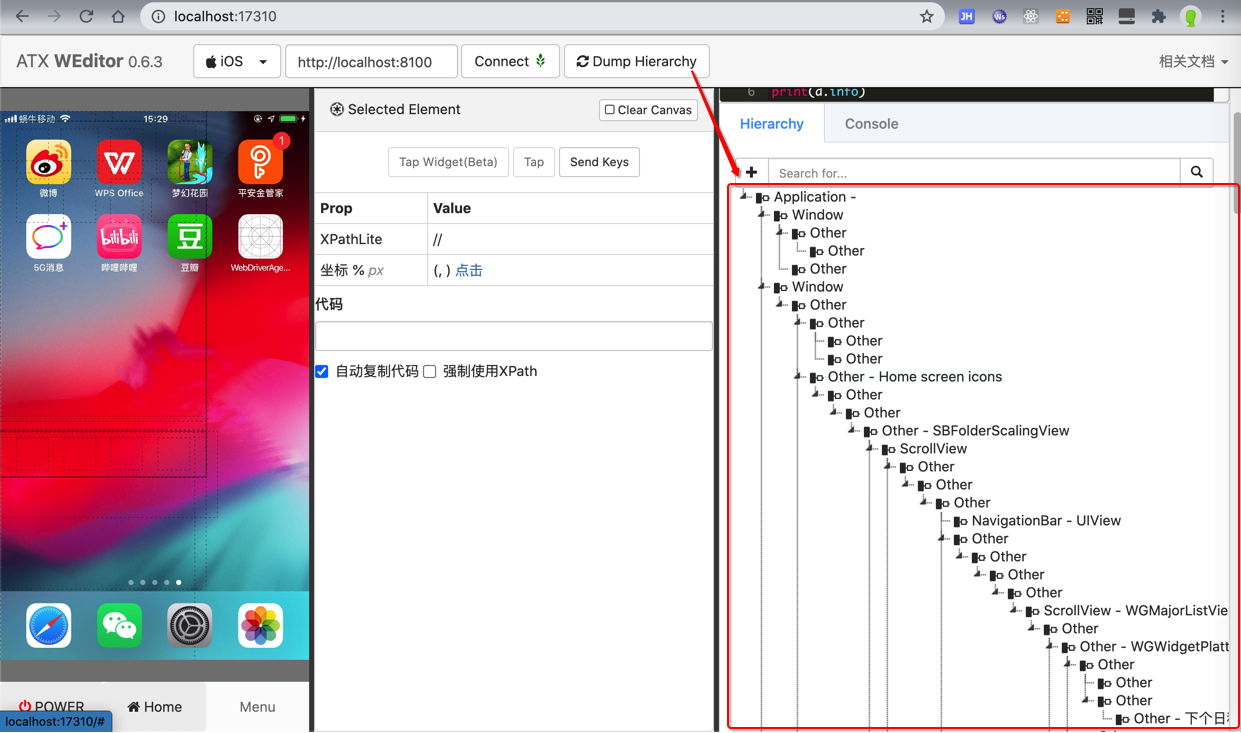 localhost:17310
JH
Ws
ATX WEditor 0.6.3
iOS
http://localhost:8100
Connect
Dump Hierarchy
相关文档
蜗牛移动
15:29
1
微博
WPS Office
梦幻花园
平安金管家
bilibili
豆
5G消息
哔哩哔哩
豆瓣
WebDriverAge...
POWER
Home
Menu
localhost:17310/#
Selected Element
Clear Canvas
Tap Widget(Beta)
Tap
Send Keys
Prop Value
XPathLite //
坐标 % px (, ) 点击
代码
自动复制代码 强制使用XPath
6 print(d.info)
Hierarchy
Console
Search for...
Application -
Window
Other
Other
Other
Window
Other
Other
Other
Other
Other - Home screen icons
Other
Other
Other - SBFolderScalingView
ScrollView
Other
Other
Other
NavigationBar - UIView
Other
Other
Other
Other
ScrollView - WGMajorListVie
Other
Other - WGWidgetPlatt
Other
Other
Other
Other - 下个日